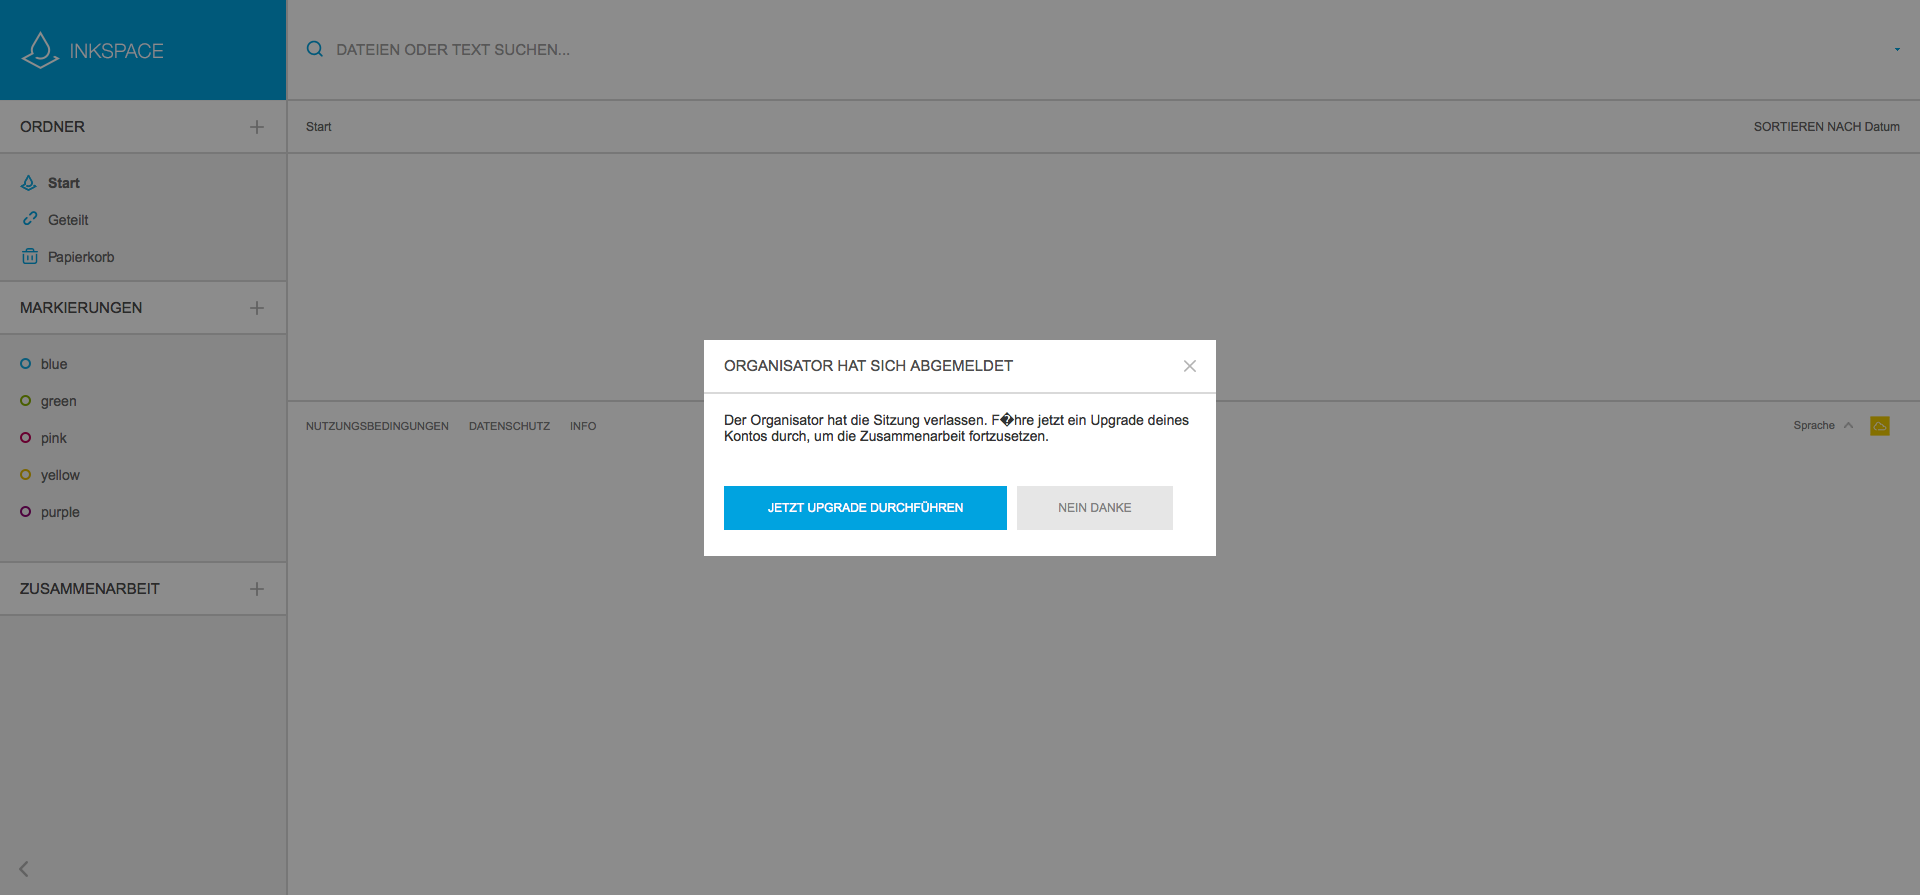 INKSPACE
DATEIEN ODER TEXT SUCHEN...
ORDNER
Start
SORTIEREN NACH Datum
Start
Geteilt
Papierkorb
MARKIERUNGEN
blue
green
pink
yellow
purple
ZUSAMMENARBEIT
ORGANISATOR HAT SICH ABGEMELDET
Der Organisator hat die Sitzung verlassen. F�hre jetzt ein Upgrade deines
Kontos durch, um die Zusammenarbeit fortzusetzen.
JETZT UPGRADE DURCHFÜHREN
NEIN DANKE
NUTZUNGSBEDINGUNGEN
DATENSCHUTZ
INFO
Sprache